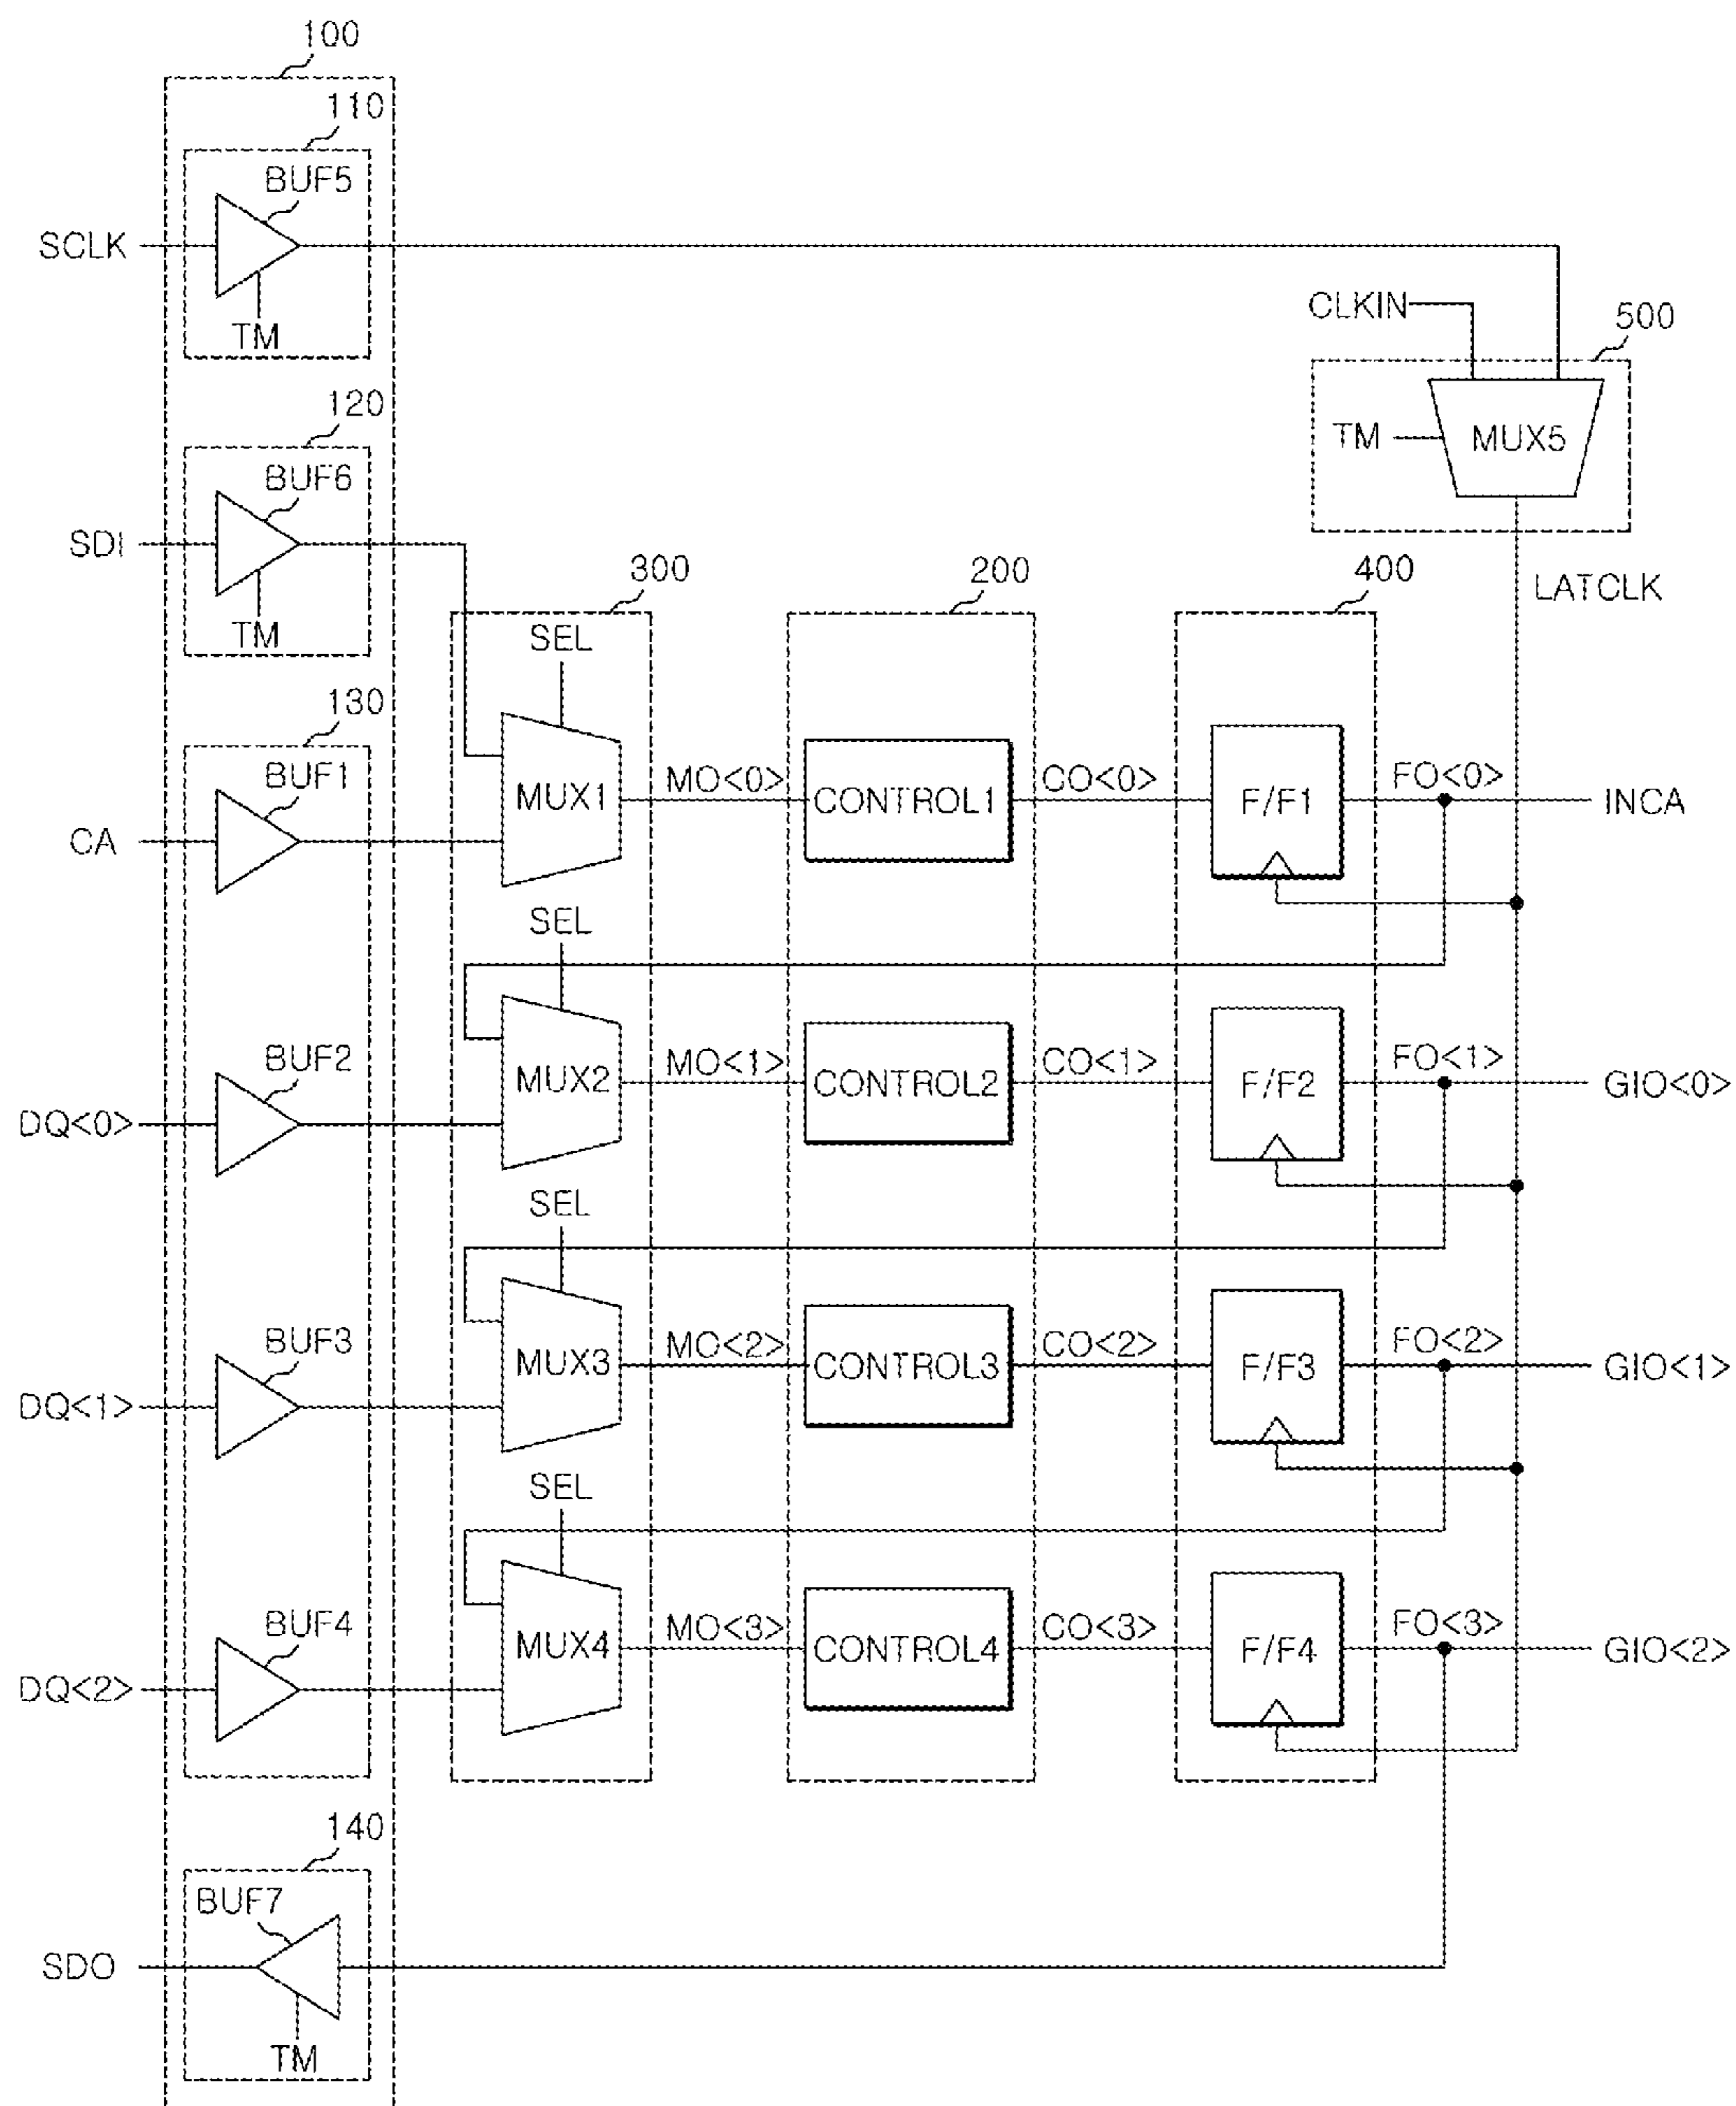 100
110
BUF5
SCLK
TM
CLKIN
500
TM
MUX5
120
BUF6
SDI
TM
300
200
400
LATCLK
SEL
130
BUF1
CA
MUX1
MO<0>
CONTROL1
CO<0>
F/F1
FO<0>
INCA
SEL
BUF2
DQ<0>
MUX2
MO<1>
CONTROL2
CO<1>
F/F2
FO<1>
GIO<0>
SEL
BUF3
DQ<1>
MUX3
MO<2>
CONTROL3
CO<2>
F/F3
FO<2>
GIO<1>
SEL
BUF4
DQ<2>
MUX4
MO<3>
CONTROL4
CO<3>
F/F4
FO<3>
GIO<2>
140
BUF7
SDO
TM